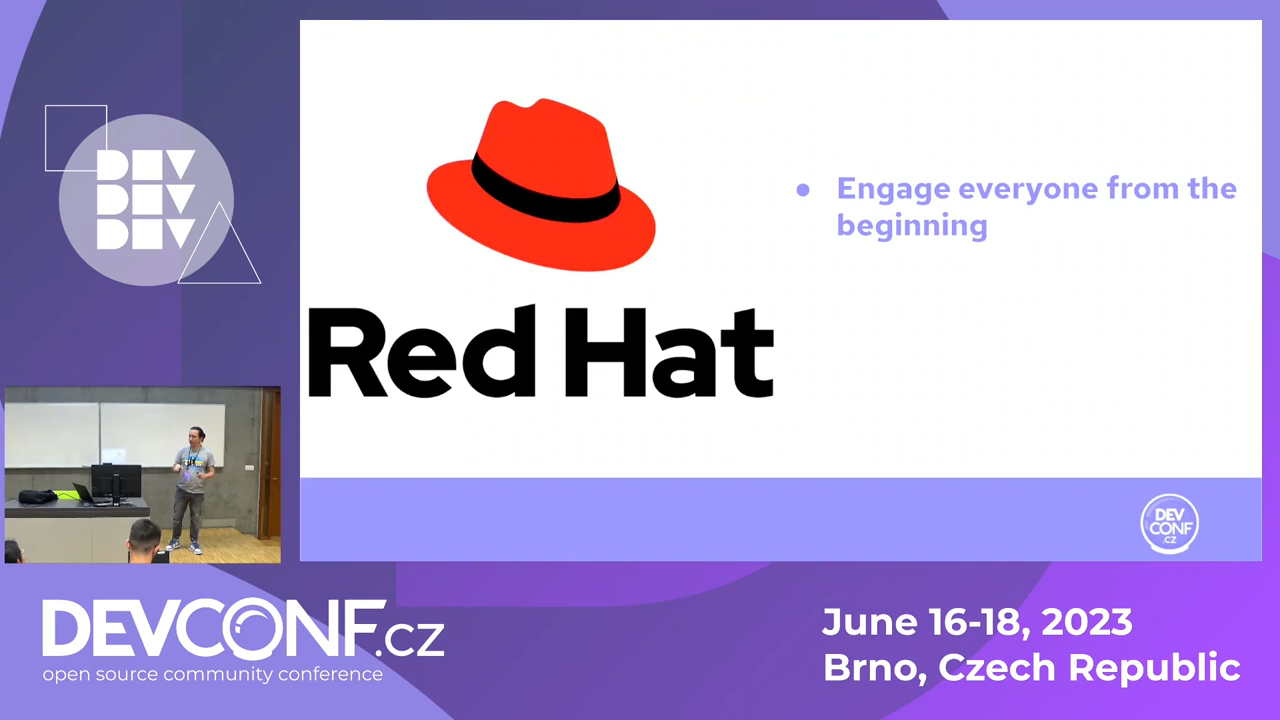 DEV
DEV
DEV
Red Hat
● Engage everyone from the
beginning
DEV
CONF
.CZ
DEVCONF.cz
open source community conference
June 16-18, 2023
Brno, Czech Republic